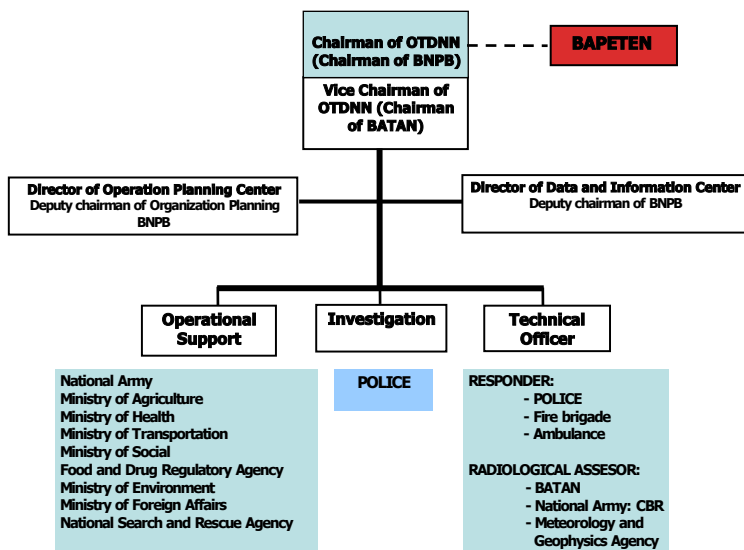 Chairman of OTDNN
(Chairman of BNPB)
BAPETEN
Vice Chairman of
OTDNN (Chairman
of BATAN)
Director of Operation Planning Center
Deputy chairman of Organization Planning
BNPB
Director of Data and Information Center
Deputy chairman of BNPB
Operational
Support
Investigation
Technical
Officer
National Army
Ministry of Agriculture
Ministry of Health
Ministry of Transportation
Ministry of Social
Food and Drug Regulatory Agency
Ministry of Environment
Ministry of Foreign Affairs
National Search and Rescue Agency
POLICE
RESPONDER:
- POLICE
- Fire brigade
- Ambulance
RADIOLOGICAL ASSESOR:
- BATAN
- National Army: CBR
- Meteorology and
Geophysics Agency